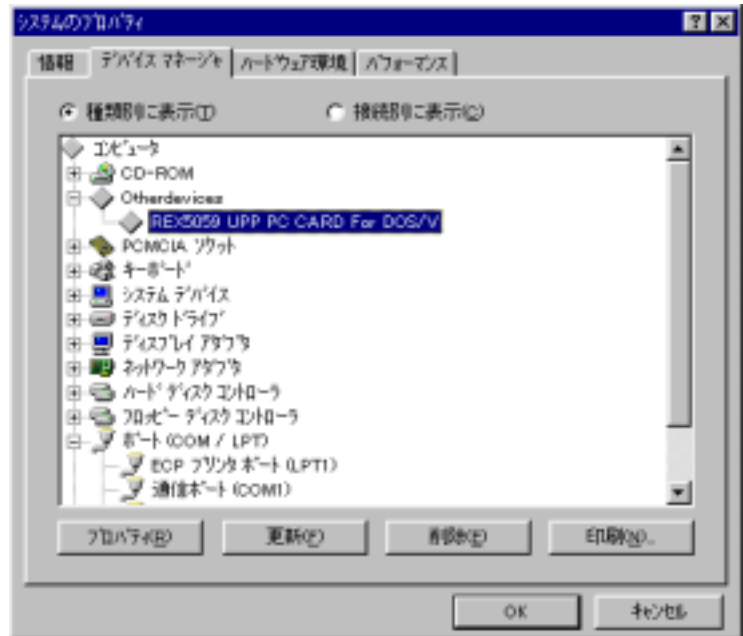 システムのプロパティ
情報 デバイス マネージャ ハードウェア環境 パフォーマンス
種類別に表示(T) 接続別に表示(C)
コンピュータ
CD-ROM
Otherdevices
REX5059 UPP PC CARD For DOS/V
PCMCIA ソケット
キーボード
システム デバイス
ディスク ドライブ
ディスプレイ アダプタ
ネットワーク アダプタ
ハード ディスク コントローラ
フロッピー ディスク コントローラ
ポート (COM / LPT)
ECP プリンタ ポート (LPT1)
通信ポート (COM1)
プロパティ(R) 更新(F) 削除(E) 印刷(N)...
OK キャンセル